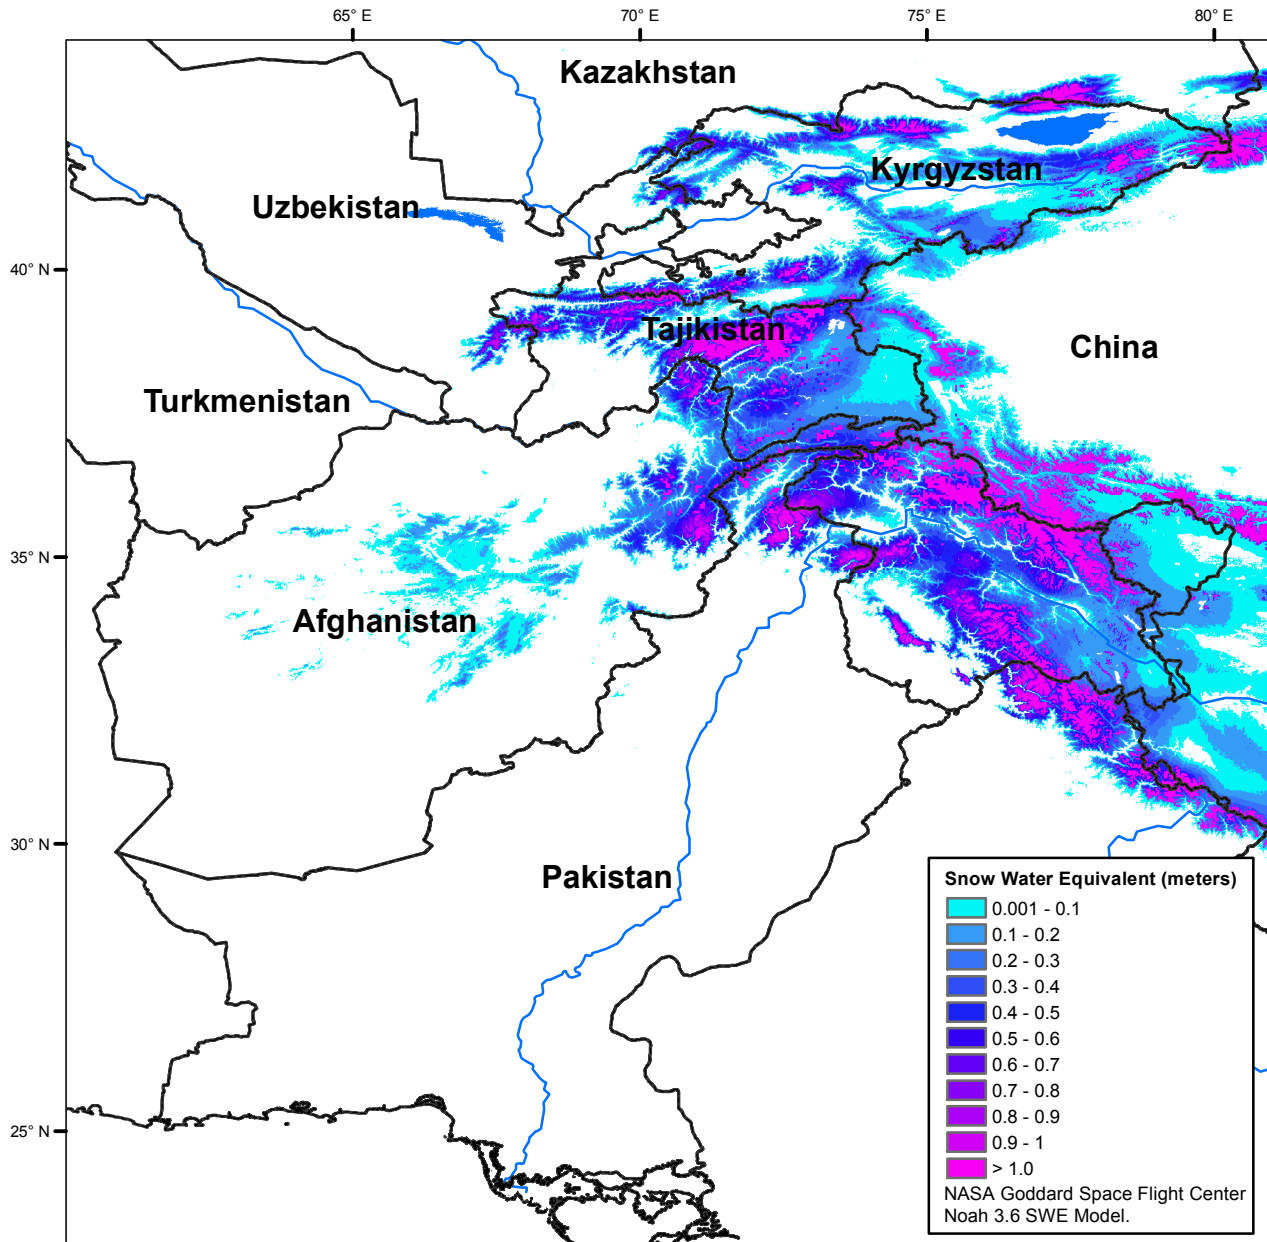 65° E
70° E
75° E
80° E
Kazakhstan
Kyrgyzstan
Uzbekistan
40° N
Tajikistan
China
Turkmenistan
35° N
Afghanistan
30° N
Pakistan
25° N
Snow Water Equivalent (meters)
0.001 - 0.1
0.1 - 0.2
0.2 - 0.3
0.3 - 0.4
0.4 - 0.5
0.5 - 0.6
0.6 - 0.7
0.7 - 0.8
0.8 - 0.9
0.9 - 1
> 1.0
NASA Goddard Space Flight Center
Noah 3.6 SWE Model.